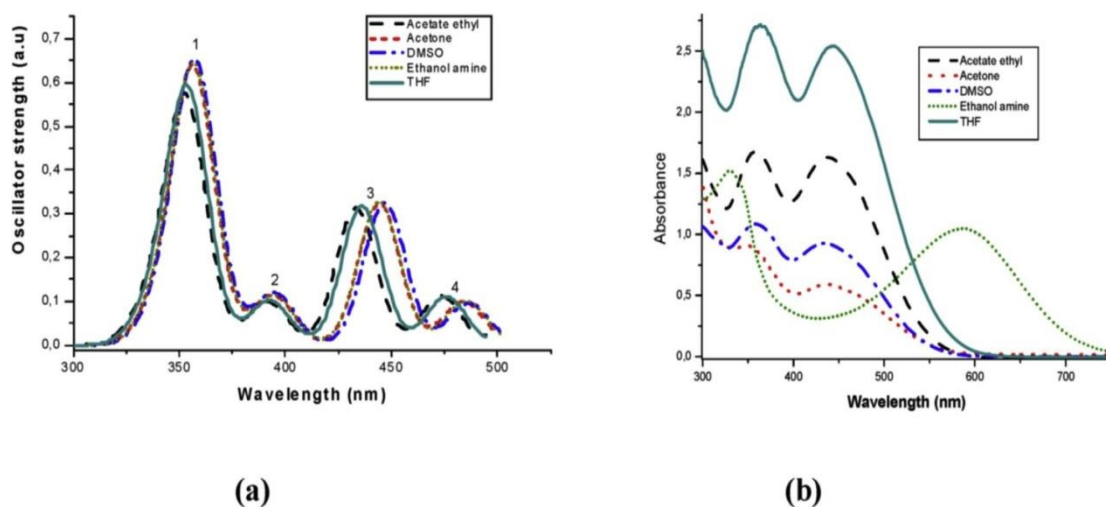 Acetate ethyl
Acetone
DMSO
Ethanol amine
THF
0,7
0,6
0,5
0,4
0,3
0,2
0,1
0,0
Oscillator strength (a.u)
1
2
3
4
300 350 400 450 500
Wavelength (nm)
(a)
Acetate ethyl
Acetone
DMSO
Ethanol amine
THF
2,5
2,0
1,5
1,0
0,5
0,0
Absorbance
300 400 500 600 700
Wavelength (nm)
(b)